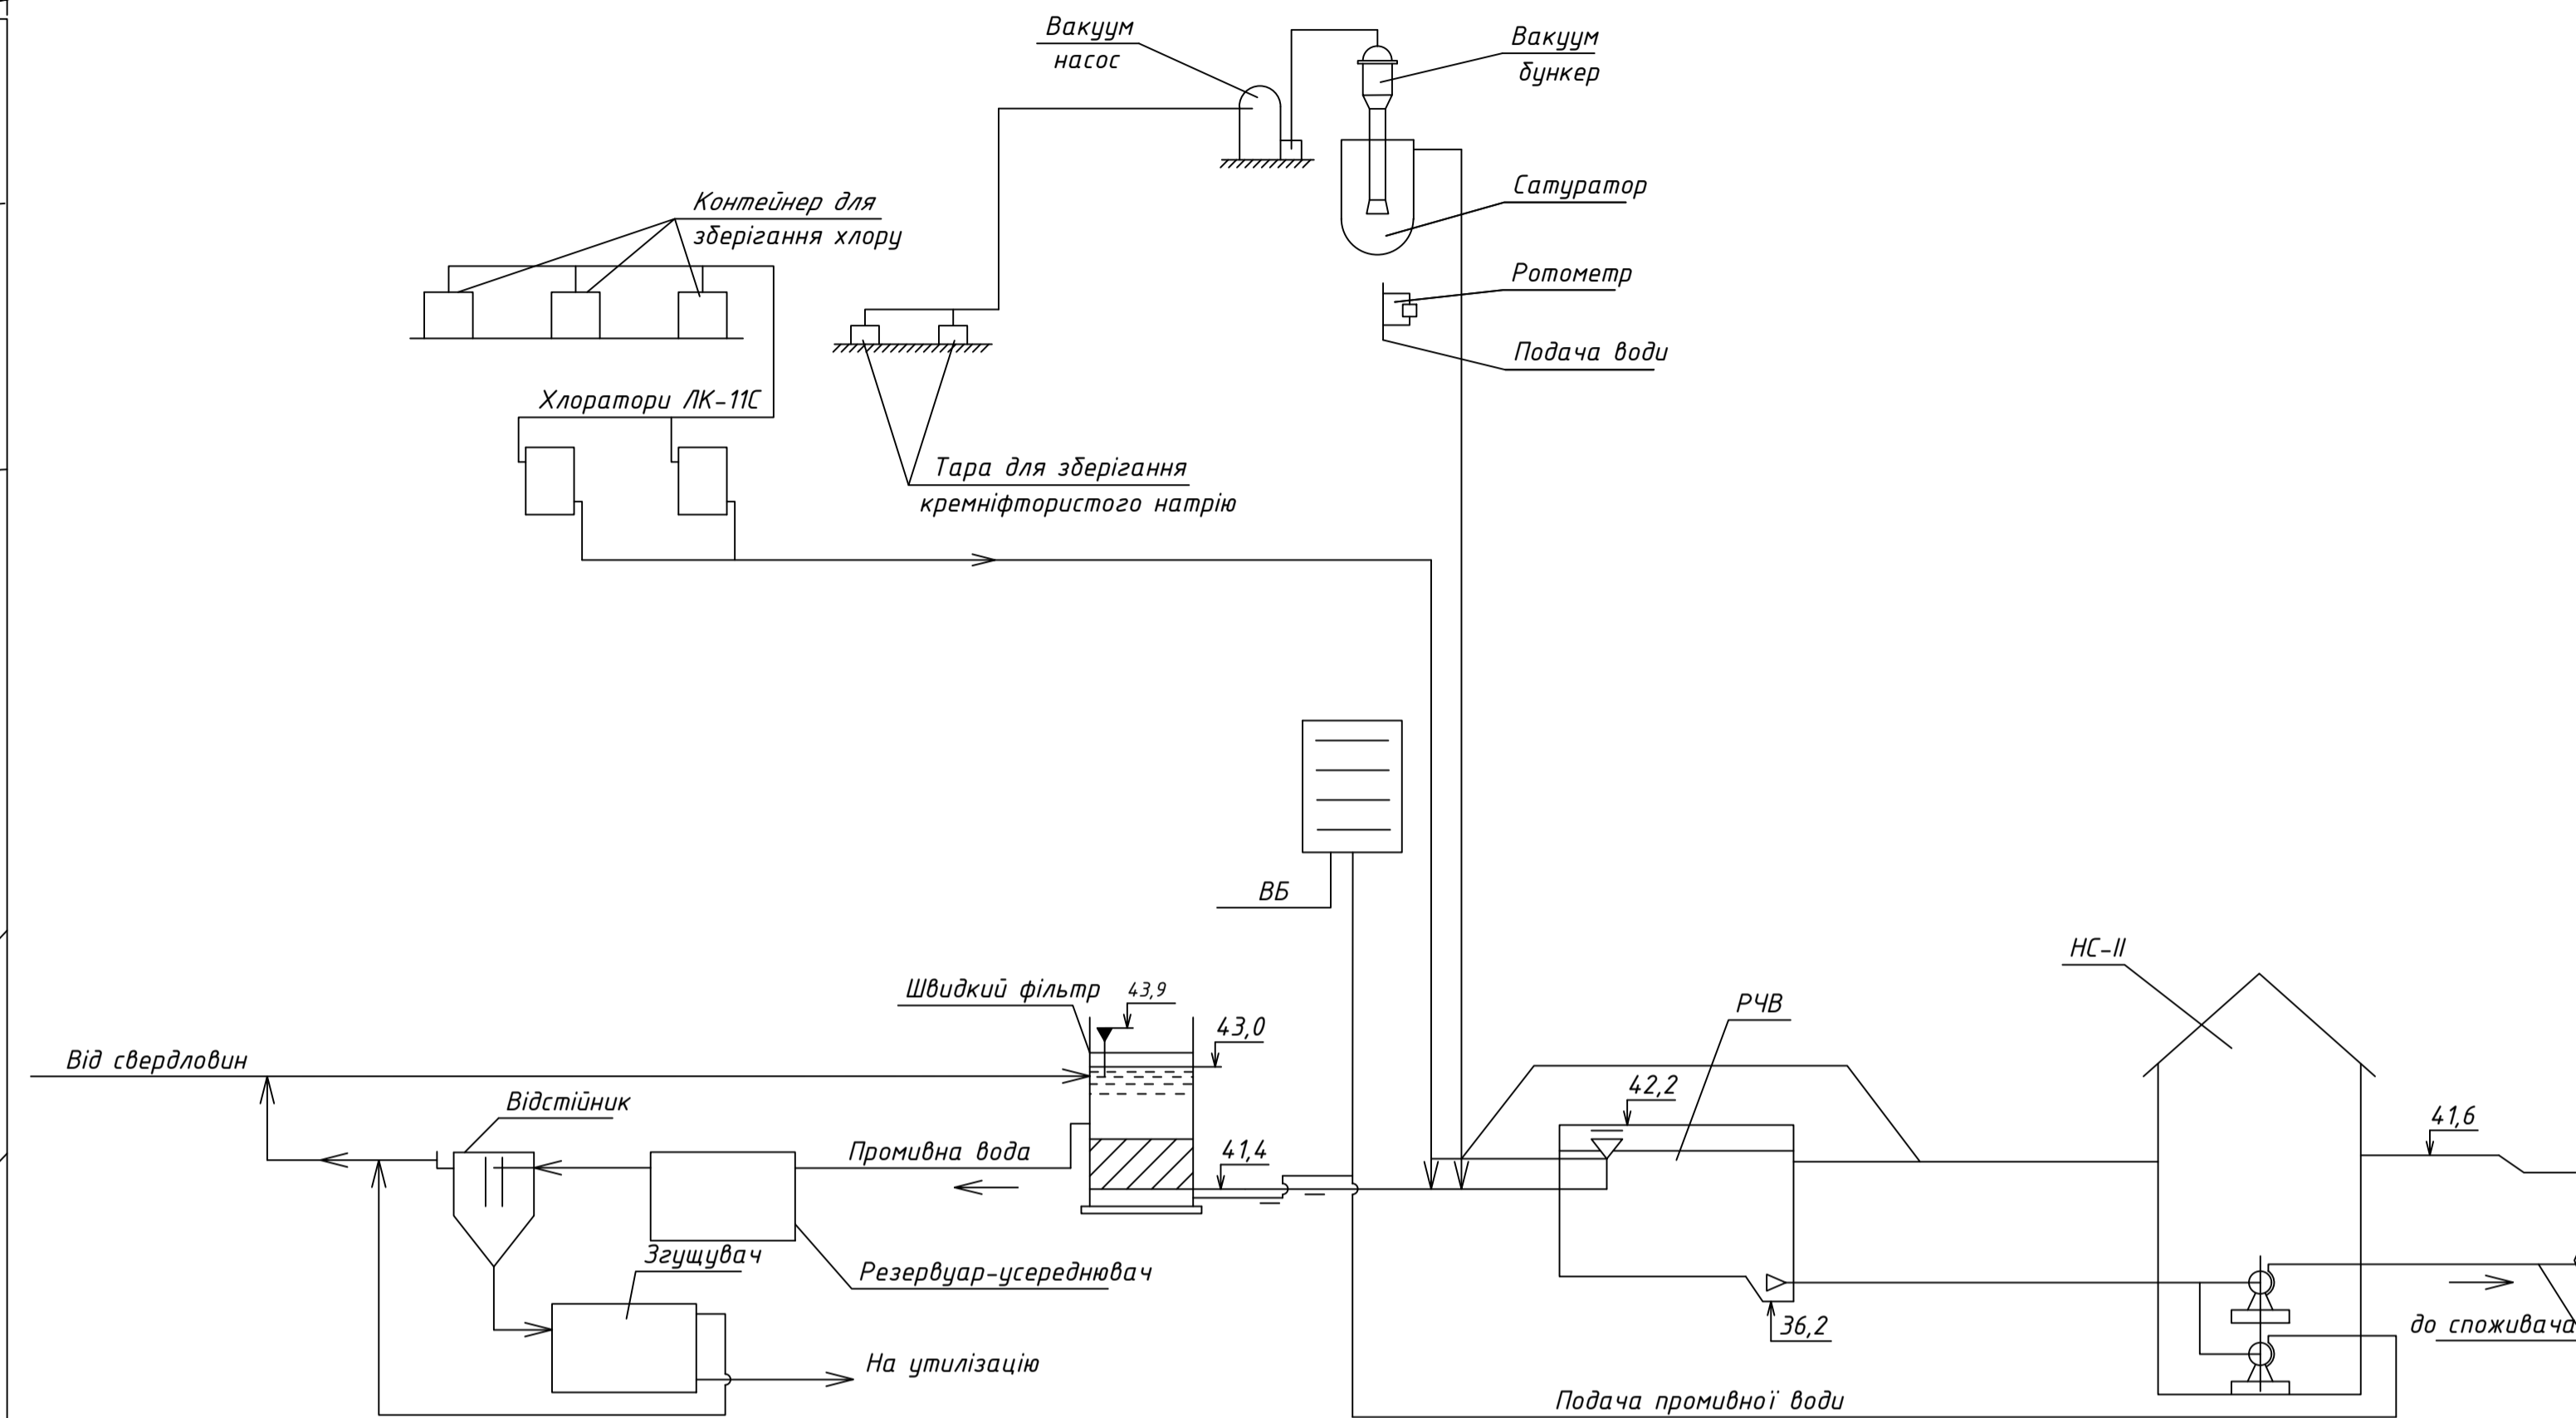 Вакуум
насос
Вакуум
бункер
Контейнер для
зберігання хлору
Сатуратор
Ротометр
Подача води
Хлоратори ЛК-11С
Тара для зберігання
кремніфтористого натрію
ВБ
НС-II
Швидкий фільтр
43,9
43,0
РЧВ
Від свердловин
42,2
Відстійник
41,6
Промивна вода
41,4
Згущувач
Резервуар-усереднювач
36,2
до споживача
На утилізацію
Подача промивної води